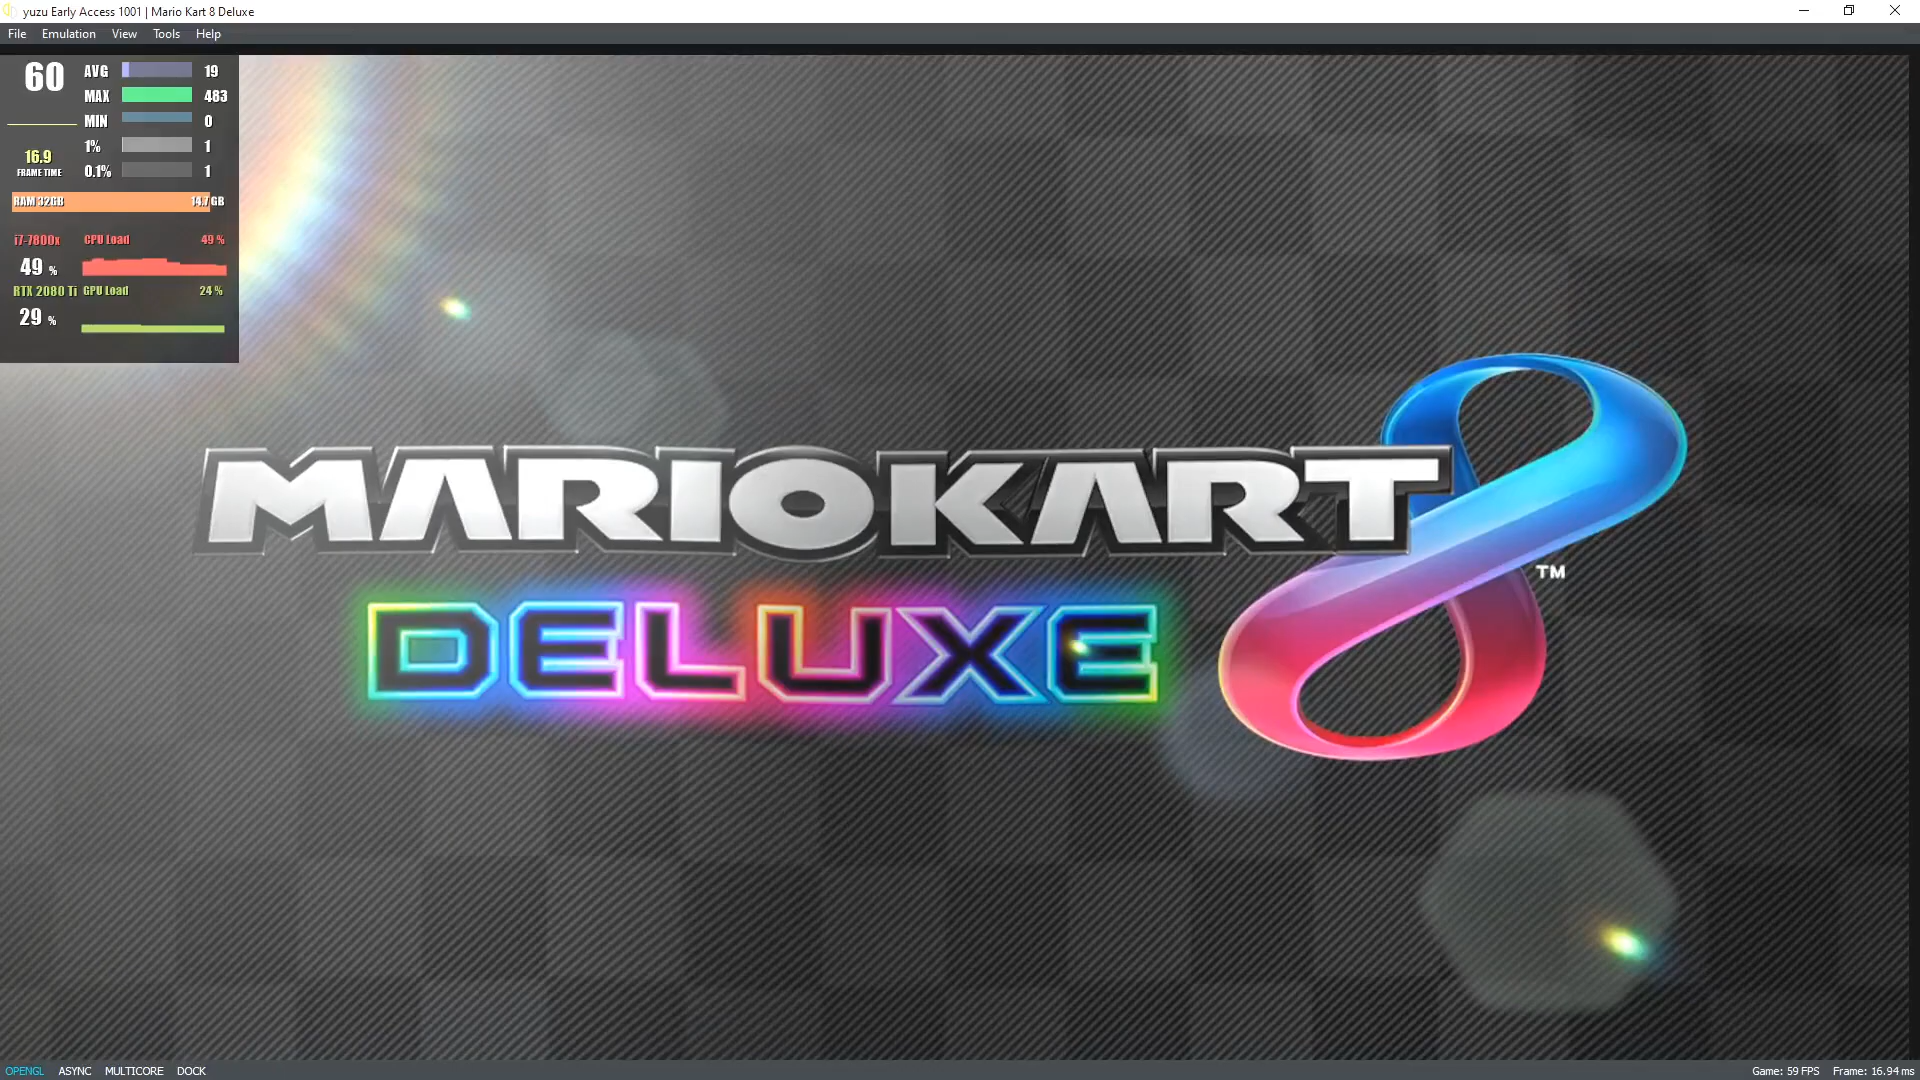 yuzu Early Access 1001 | Mario Kart 8 Deluxe
File Emulation View Tools Help
60
AVG 19
MAX 483
MIN 0
16.9
FRAME TIME
1% 1
0.1% 1
RAM 32GB 14.7 GB
i7-7800x CPU Load 49 %
49 %
RTX 2080 Ti GPU Load 24 %
29 %
MARIO KART 8
DELUXE
TM
OPENGL ASYNC MULTICORE DOCK Game: 59 FPS Frame: 16.94 ms